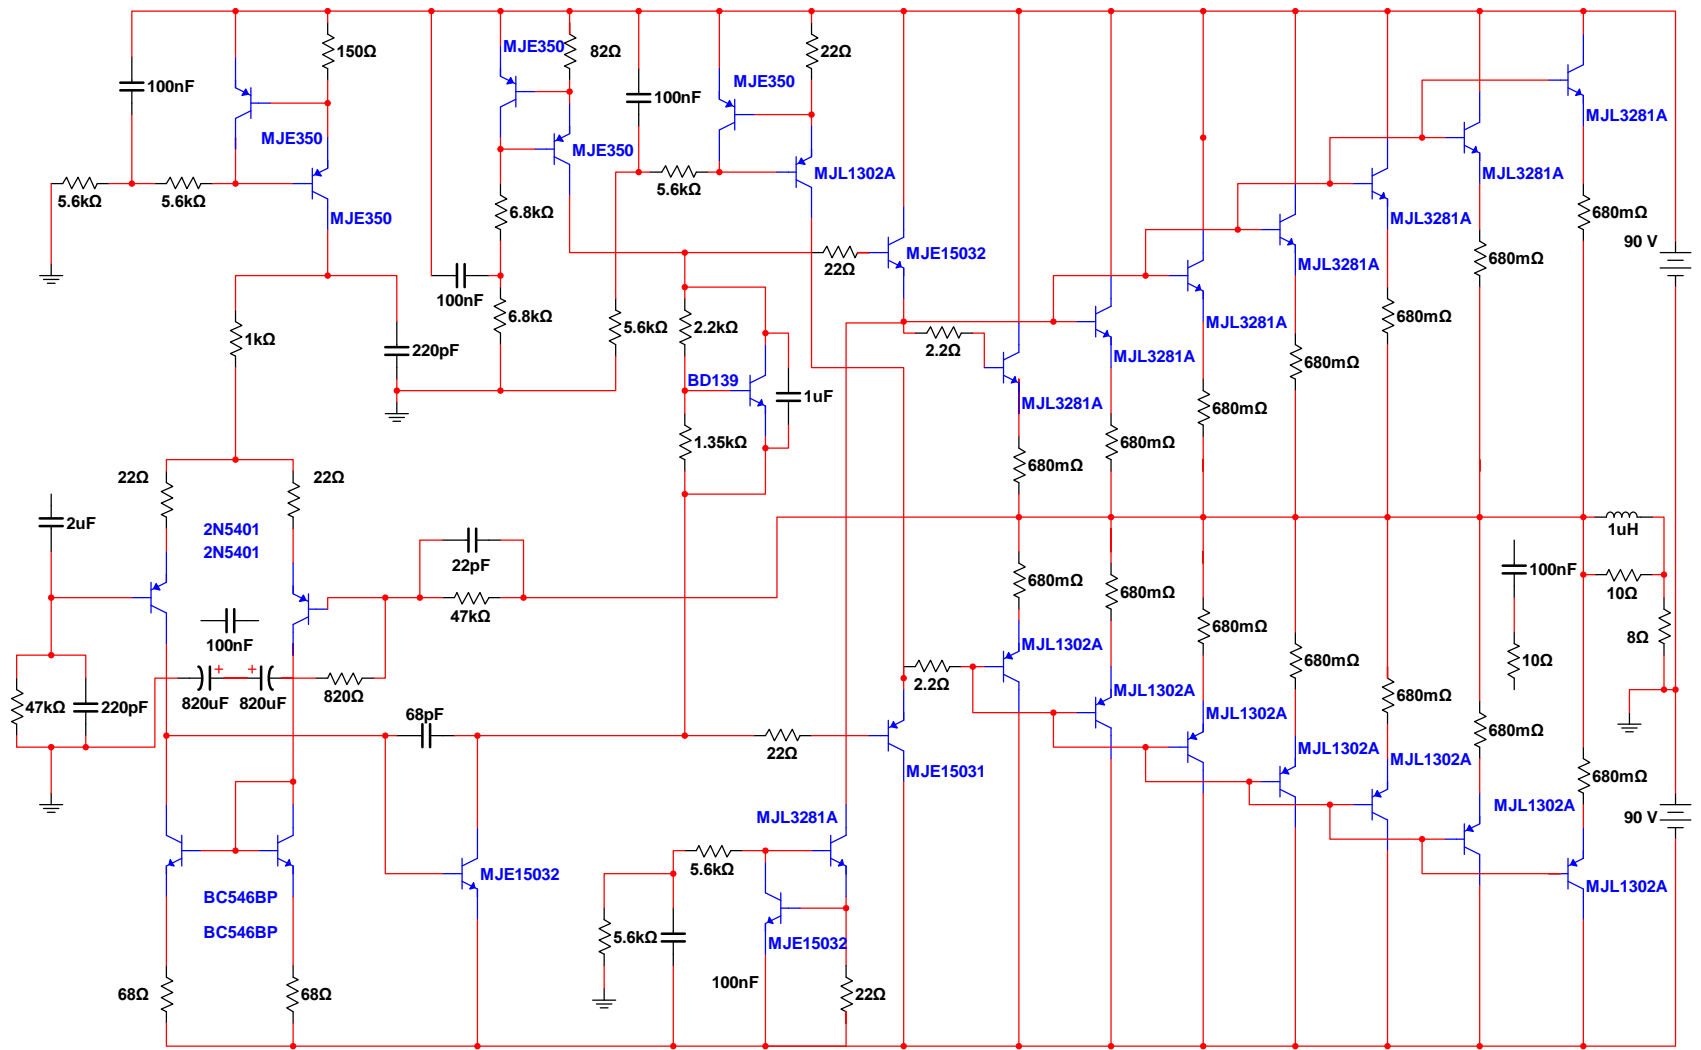 150Ω
MJE350
82Ω
22Ω
MJE350
100nF
100nF
MJL3281A
MJE350
MJE350
MJL3281A
MJL1302A
5.6kΩ
5.6kΩ
5.6kΩ
MJE350
6.8kΩ
MJL3281A
680mΩ
90 V
MJE15032
22Ω
MJL3281A
680mΩ
100nF
6.8kΩ
5.6kΩ
2.2kΩ
MJL3281A
680mΩ
1kΩ
220pF
2.2Ω
MJL3281A
680mΩ
BD139
1uF
MJL3281A
680mΩ
1.35kΩ
680mΩ
22Ω
22Ω
680mΩ
2uF
2N5401
2N5401
1uH
22pF
100nF
680mΩ
680mΩ
10Ω
47kΩ
100nF
680mΩ
8Ω
MJL1302A
680mΩ
10Ω
820uF
820uF
820Ω
2.2Ω
MJL1302A
680mΩ
47kΩ
220pF
68pF
MJL1302A
680mΩ
22Ω
MJL1302A
MJL1302A
MJE15031
680mΩ
MJL1302A
90 V
MJL3281A
5.6kΩ
MJE15032
MJL1302A
BC546BP
BC546BP
5.6kΩ
MJE15032
100nF
68Ω
68Ω
22Ω